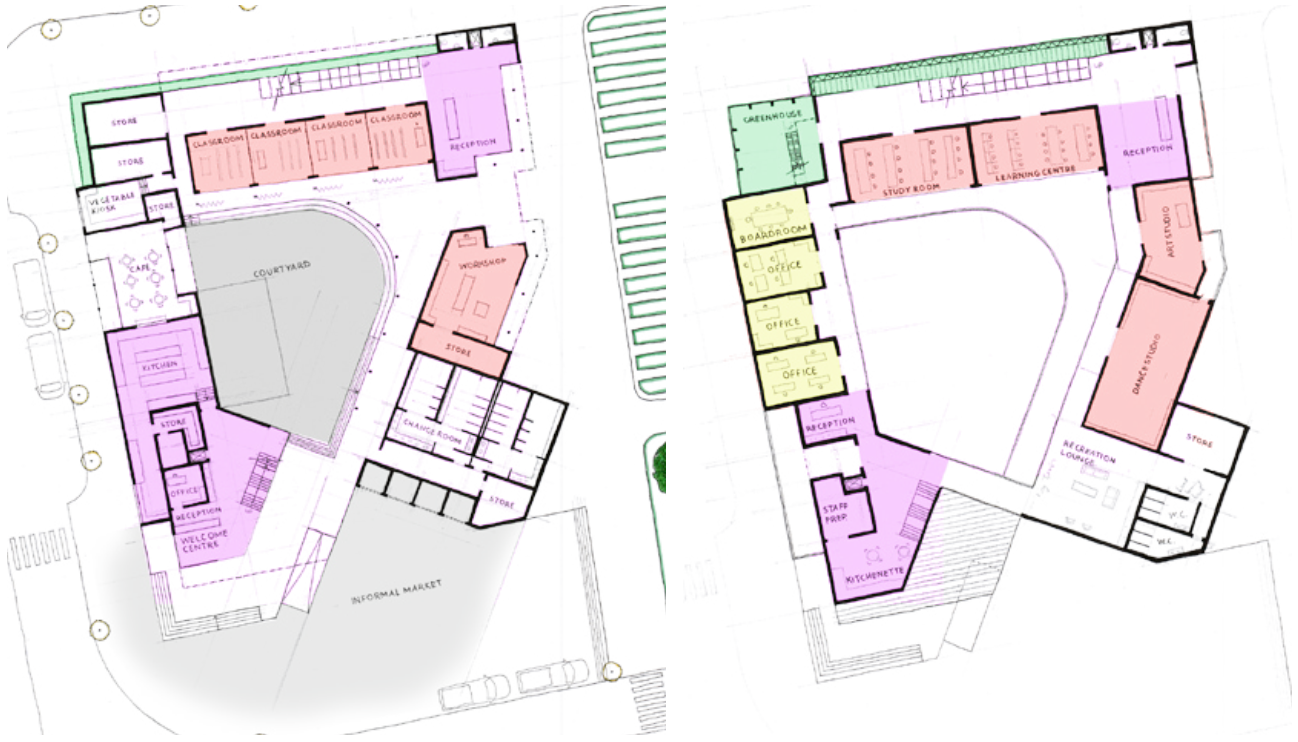 STORE
CLASSROOM
CLASSROOM
CLASSROOM
CLASSROOM
RECEPTION
STORE
VEGETABLE
KIOSK
STORE
CAFE
COURTYARD
WORKSHOP
STORE
KITCHEN
STORE
CHANGE ROOM
OFFICE
STORE
RECEPTION
WELCOME
CENTRE
INFORMAL MARKET
GREENHOUSE
RECEPTION
STUDY ROOM
LEARNING CENTRE
BOARDROOM
ART STUDIO
OFFICE
OFFICE
OFFICE
DANCE STUDIO
RECEPTION
STORE
RECREATION
LOUNGE
STAFF
PREP
W.C.
W.C.
KITCHENETTE